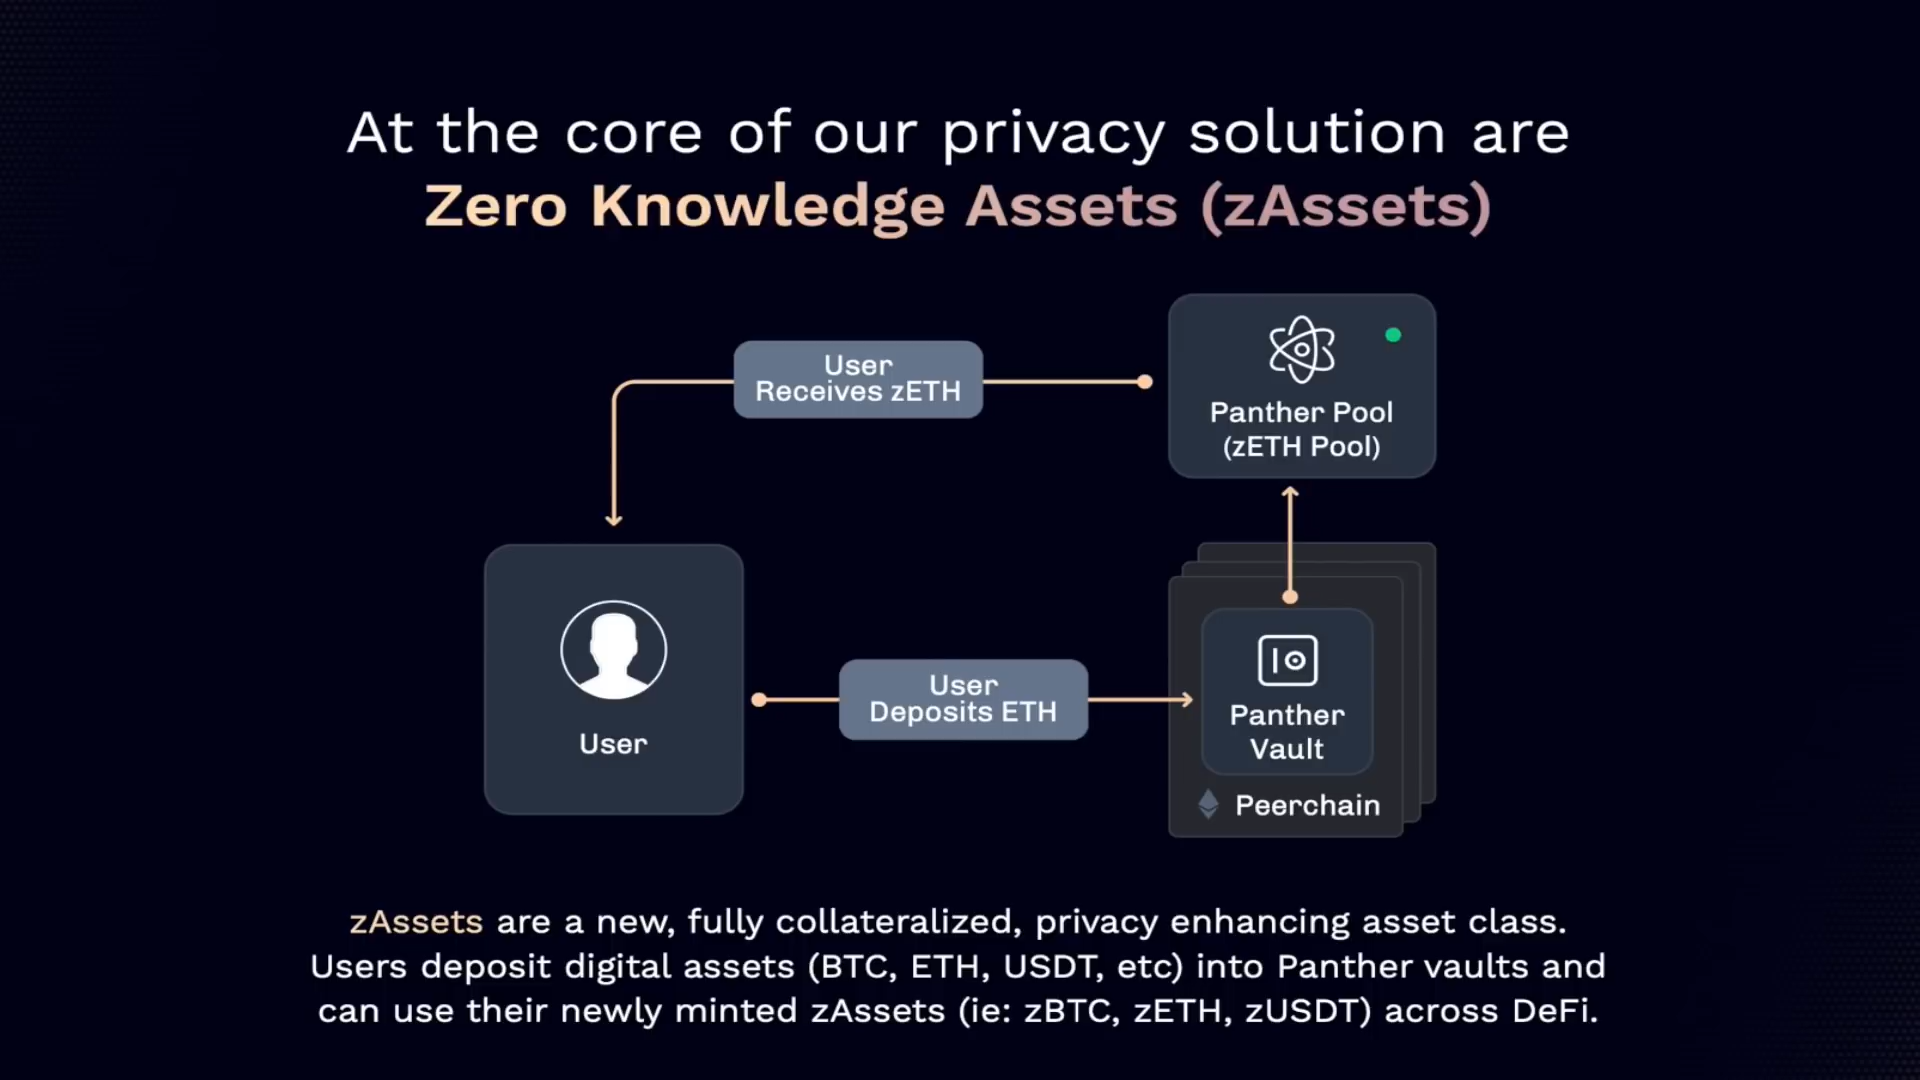 At the core of our privacy solution are
Zero Knowledge Assets (zAssets)
User
Receives zETH
Panther Pool
(zETH Pool)
User
User
Deposits ETH
Panther
Vault
Peerchain
zAssets are a new, fully collateralized, privacy enhancing asset class.
Users deposit digital assets (BTC, ETH, USDT, etc) into Panther vaults and
can use their newly minted zAssets (ie: zBTC, zETH, zUSDT) across DeFi.